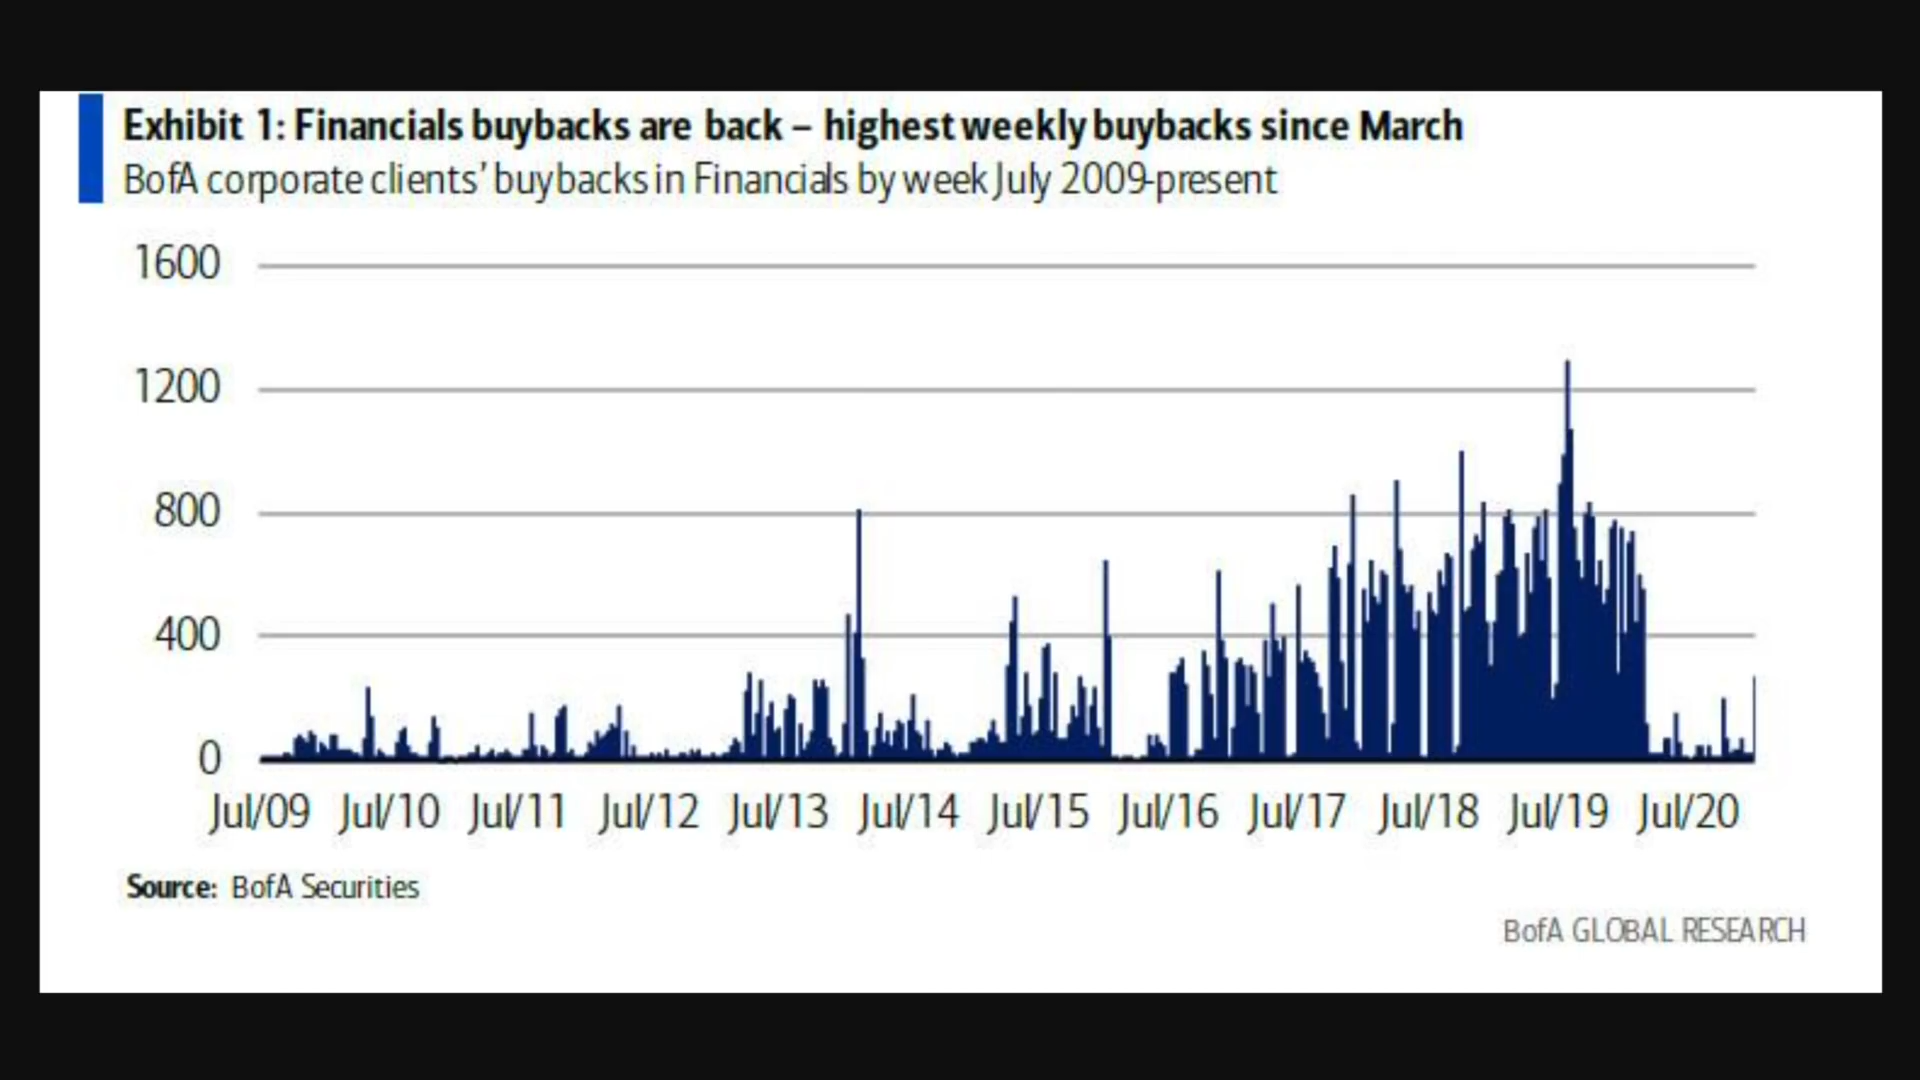 Exhibit 1: Financials buybacks are back – highest weekly buybacks since March
BofA corporate clients' buybacks in Financials by week July 2009-present
1600
1200
800
400
0
Jul/09 Jul/10 Jul/11 Jul/12 Jul/13 Jul/14 Jul/15 Jul/16 Jul/17 Jul/18 Jul/19 Jul/20
Source: BofA Securities
BofA GLOBAL RESEARCH